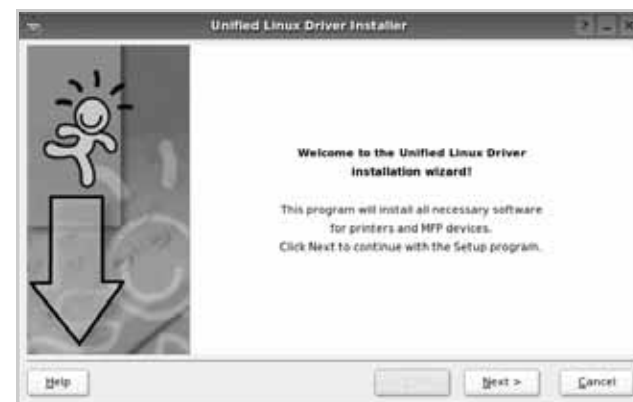 Unified Linux Driver Installer
Welcome to the Unified Linux Driver
installation wizard!
This program will install all necessary software
for printers and MFP devices.
Click Next to continue with the Setup program.
Help
Next >
Cancel